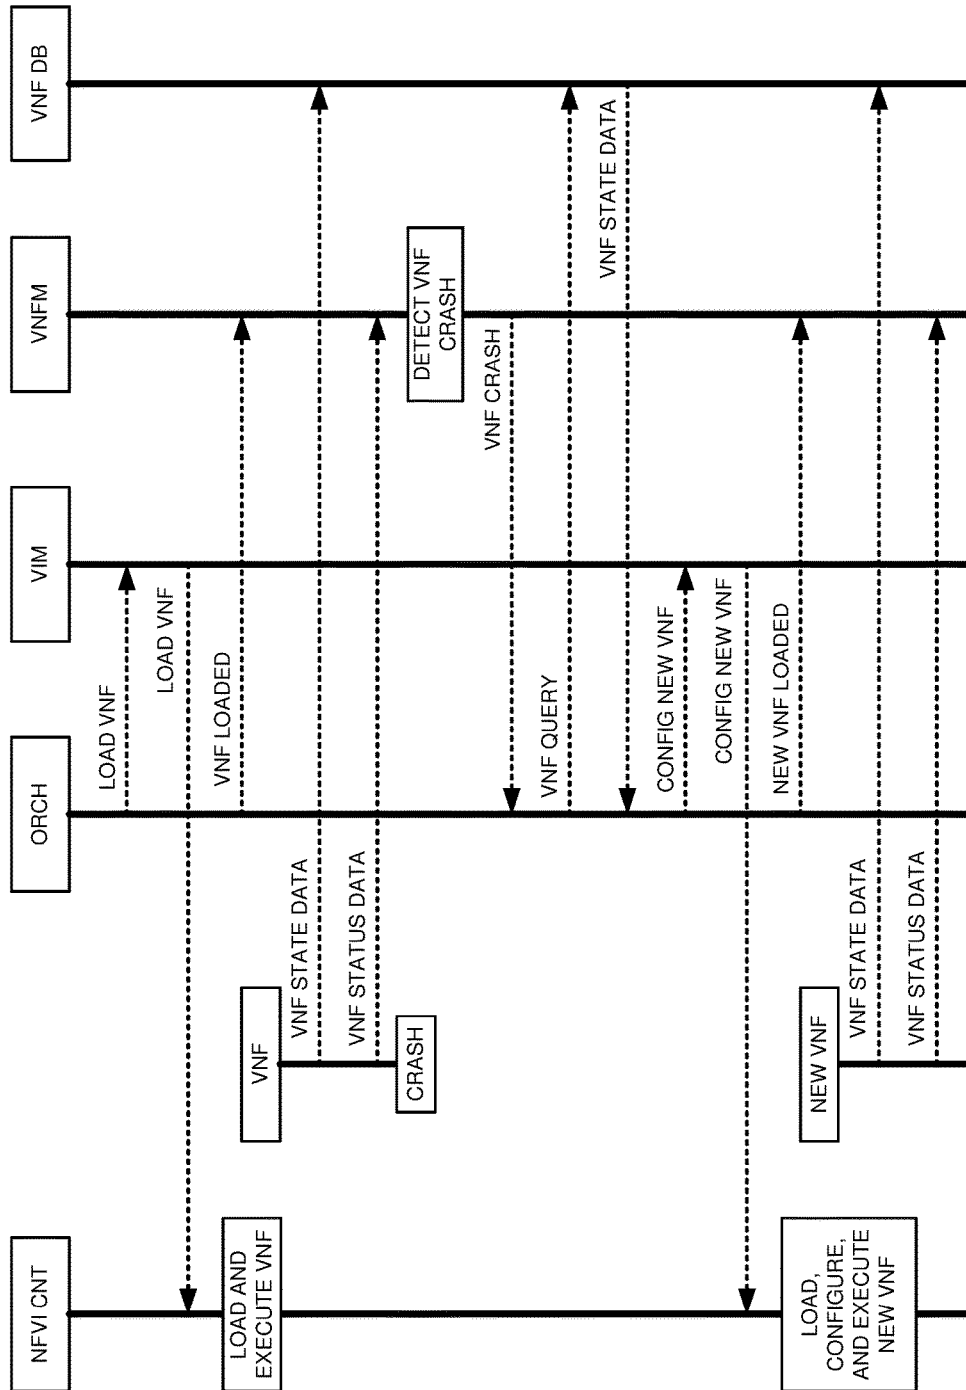 NFVI CNT
ORCH
VIM
VNFM
VNF DB
LOAD VNF
LOAD VNF
LOAD AND
EXECUTE VNF
VNF
VNF LOADED
VNF STATE DATA
VNF STATUS DATA
CRASH
DETECT VNF
CRASH
VNF CRASH
VNF QUERY
VNF STATE DATA
CONFIG NEW VNF
CONFIG NEW VNF
LOAD,
CONFIGURE,
AND EXECUTE
NEW VNF
NEW VNF
NEW VNF LOADED
VNF STATE DATA
VNF STATUS DATA